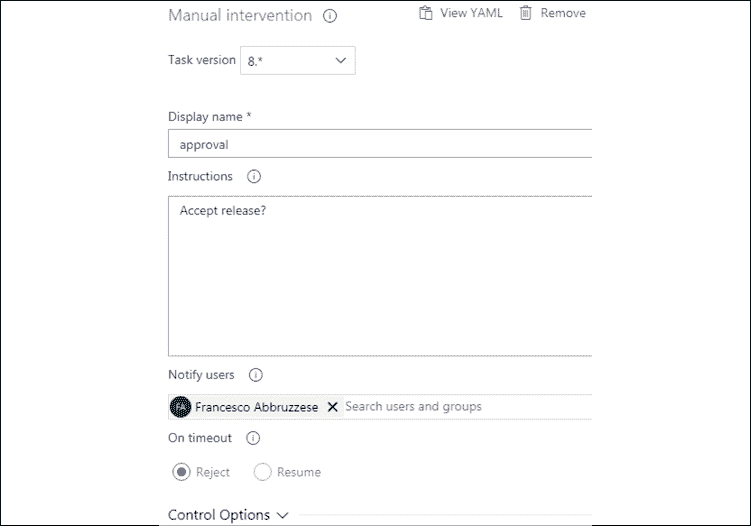 Manual intervention
View YAML
Remove
Task version 8.*
Display name *
approval
Instructions
Accept release?
Notify users
FA Francesco Abbruzzese Search users and groups
On timeout
Reject Resume
Control Options